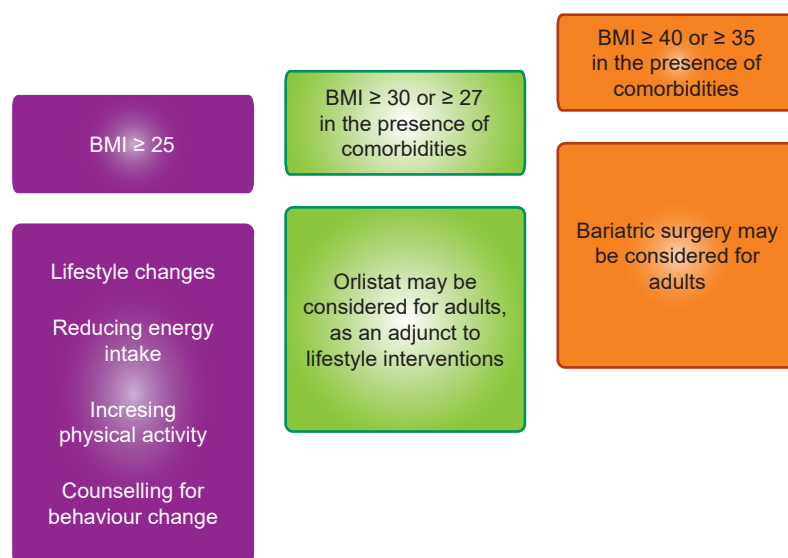 BMI ≥ 25
Lifestyle changes
Reducing energy
intake
Incresing
physical activity
Counselling for
behaviour change
BMI ≥ 30 or ≥ 27
in the presence of
comorbidities
Orlistat may be
considered for adults,
as an adjunct to
lifestyle interventions
BMI ≥ 40 or ≥ 35
in the presence of
comorbidities
Bariatric surgery may
be considered for
adults